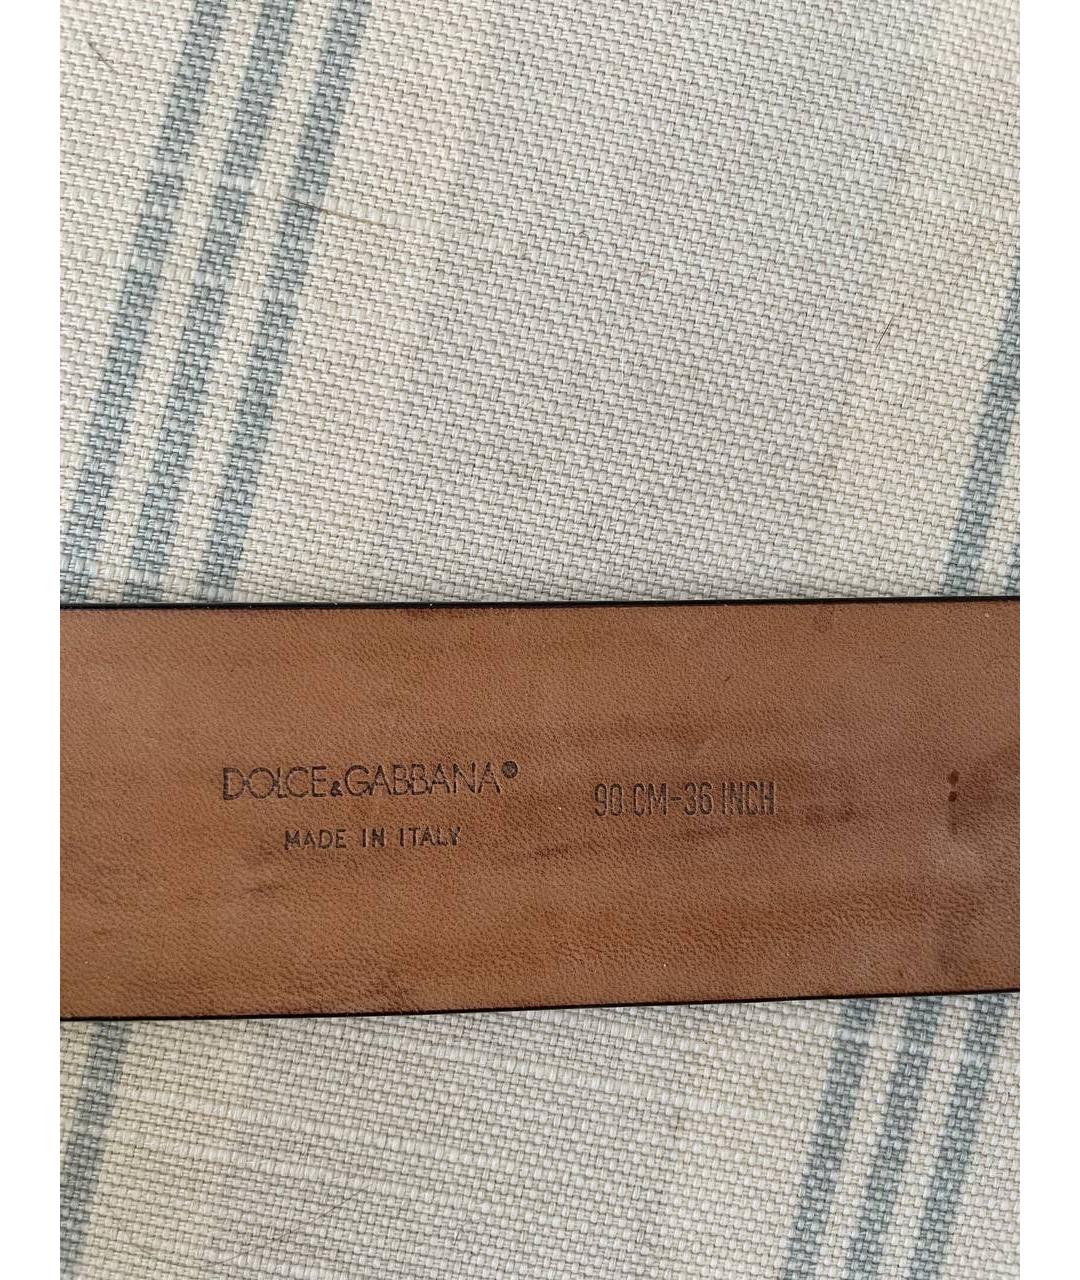 DOLCE&GABBANA®
MADE IN ITALY
90 CM-36 INCH